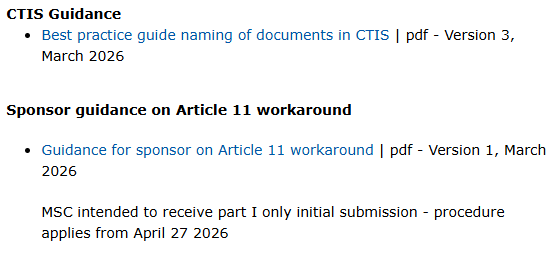 CTIS Guidance
• Best practice guide naming of documents in CTIS | pdf - Version 3,
March 2026
Sponsor guidance on Article 11 workaround
• Guidance for sponsor on Article 11 workaround | pdf - Version 1, March
2026
MSC intended to receive part I only initial submission - procedure
applies from April 27 2026